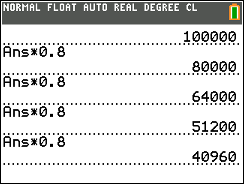 NORMAL FLOAT AUTO REAL DEGREE CL
100000
Ans*0.8
80000
Ans*0.8
64000
Ans*0.8
51200
Ans*0.8
40960